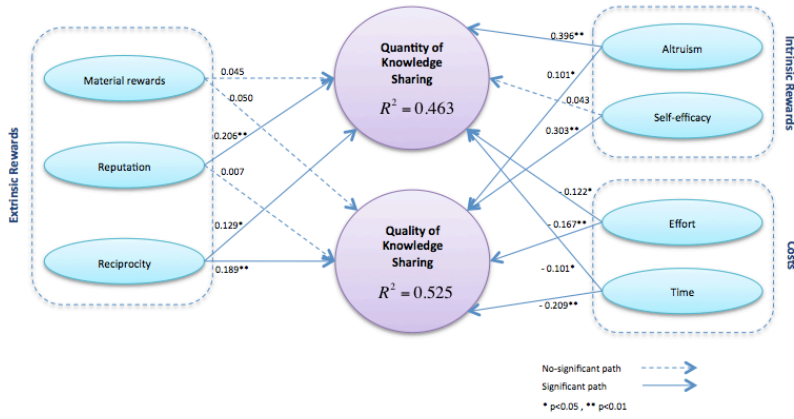 Extrinsic Rewards
Material rewards
Reputation
Reciprocity
0.045
-0.050
0.206**
0.007
0.129*
0.189**
Quantity of
Knowledge
Sharing
R² = 0.463
Quality of
Knowledge
Sharing
R² = 0.525
0.396**
0.101*
0.043
0.303**
- 0.122*
- 0.167**
- 0.101*
- 0.209**
Altruism
Self-efficacy
Intrinsic Rewards
Effort
Time
Costs
No-significant path
Significant path
* p<0.05 , ** p<0.01